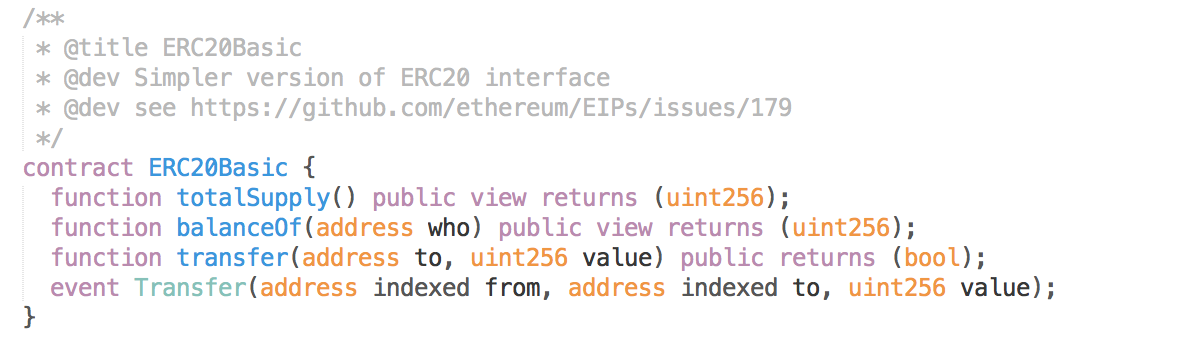 /**
 * @title ERC20Basic
 * @dev Simpler version of ERC20 interface
 * @dev see https://github.com/ethereum/EIPs/issues/179
 */
contract ERC20Basic {
  function totalSupply() public view returns (uint256);
  function balanceOf(address who) public view returns (uint256);
  function transfer(address to, uint256 value) public returns (bool);
  event Transfer(address indexed from, address indexed to, uint256 value);
}